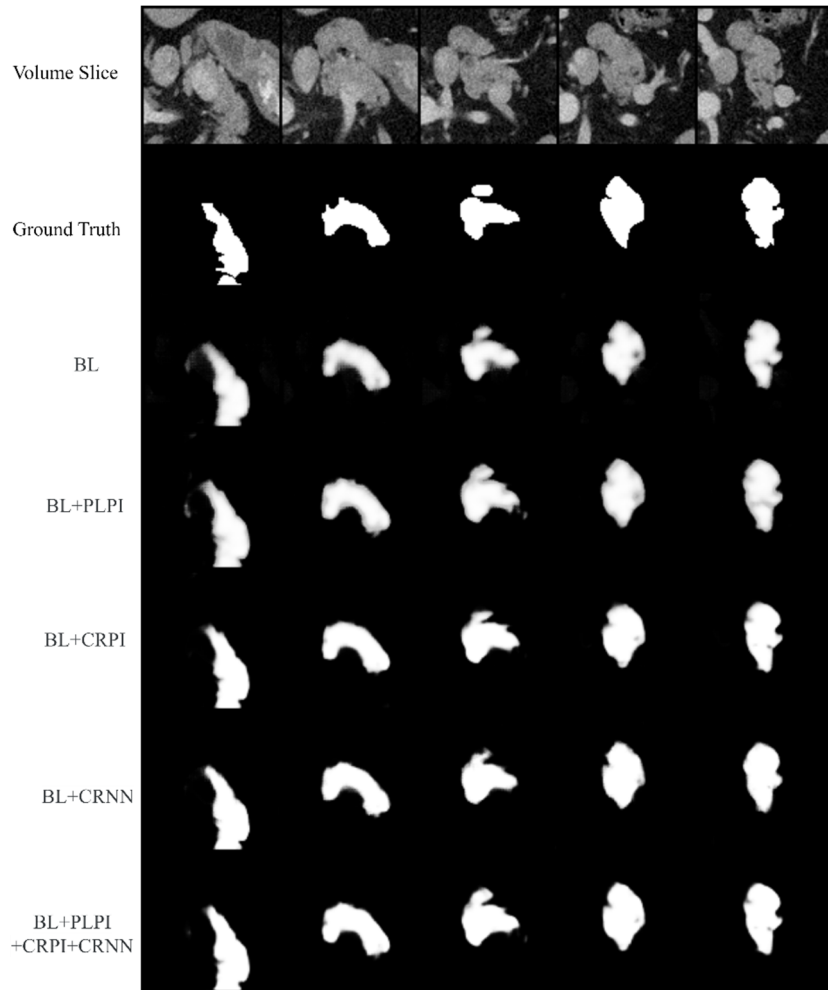 Volume Slice
Ground Truth
BL
BL+PLPI
BL+CRPI
BL+CRNN
BL+PLPI
+CRPI+CRNN